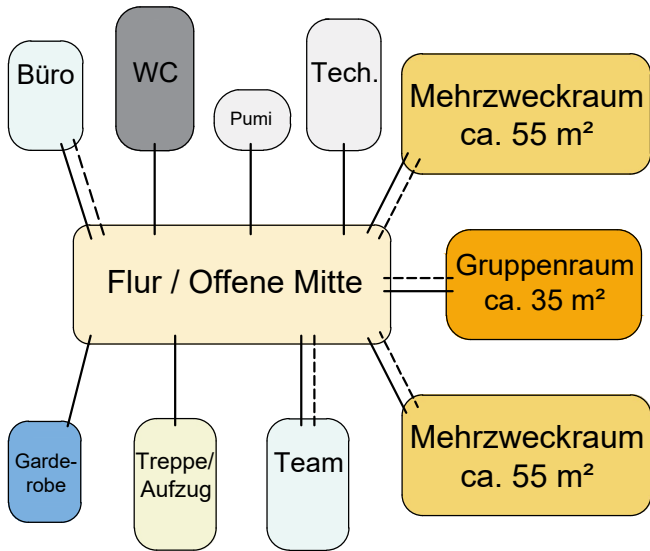 Büro
WC
Pumi
Tech.
Mehrzweckraum
ca. 55 m²
Flur / Offene Mitte
Gruppenraum
ca. 35 m²
Garde-
robe
Treppe/
Aufzug
Team
Mehrzweckraum
ca. 55 m²